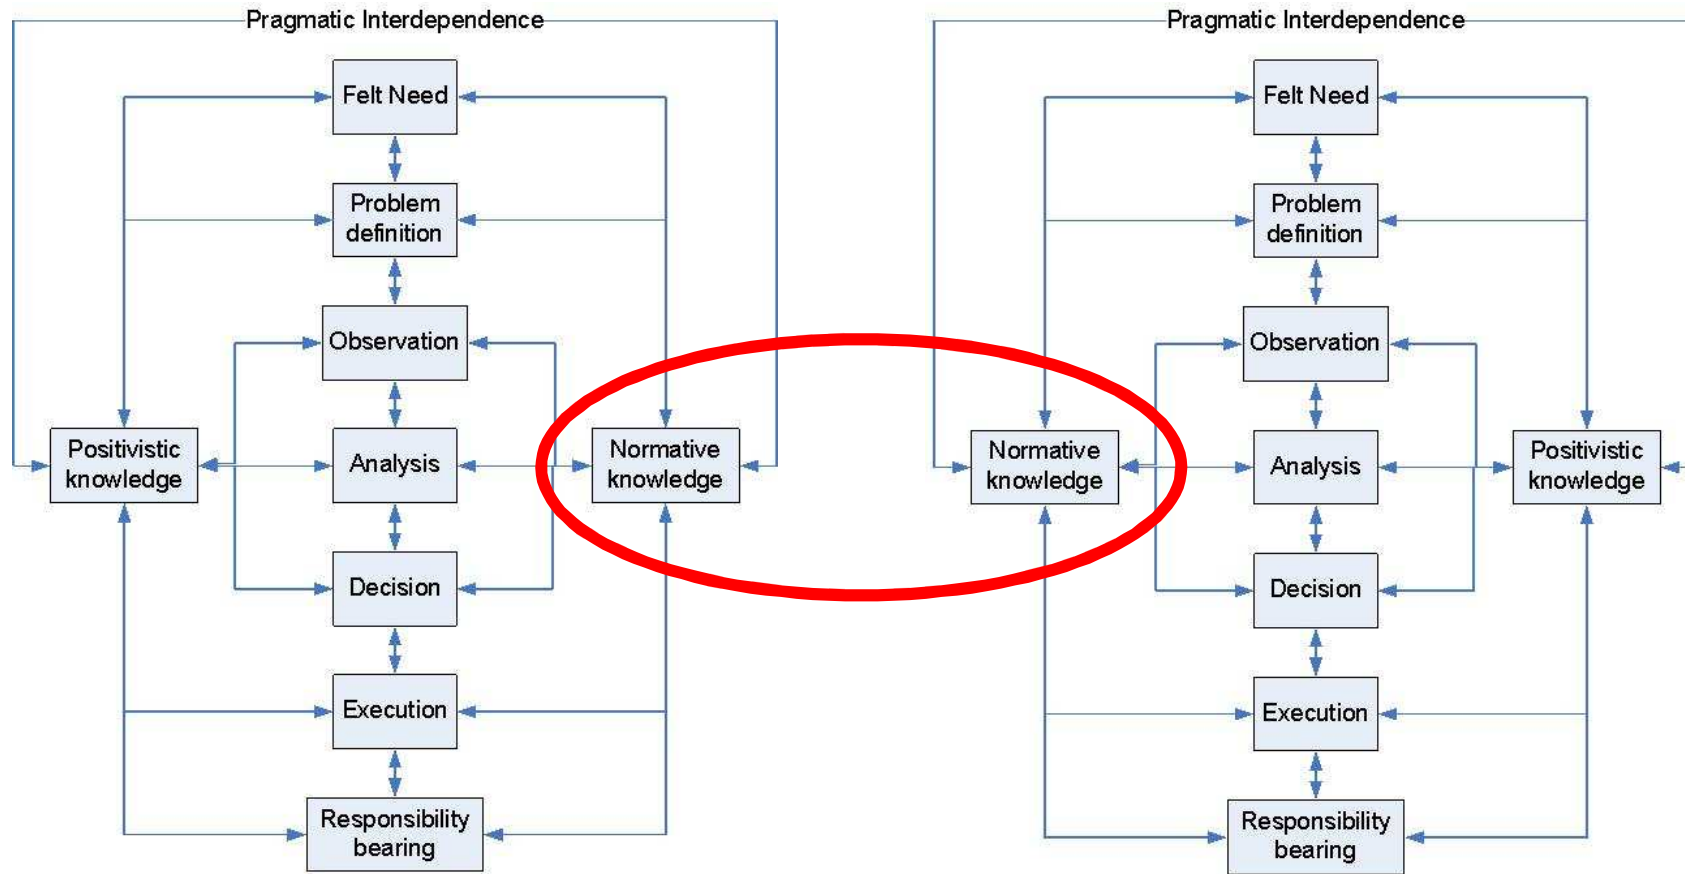 Pragmatic Interdependence
Felt Need
Problem
definition
Observation
Positivistic
knowledge
Analysis
Normative
knowledge
Decision
Execution
Responsibility
bearing
Pragmatic Interdependence
Felt Need
Problem
definition
Observation
Normative
knowledge
Analysis
Positivistic
knowledge
Decision
Execution
Responsibility
bearing